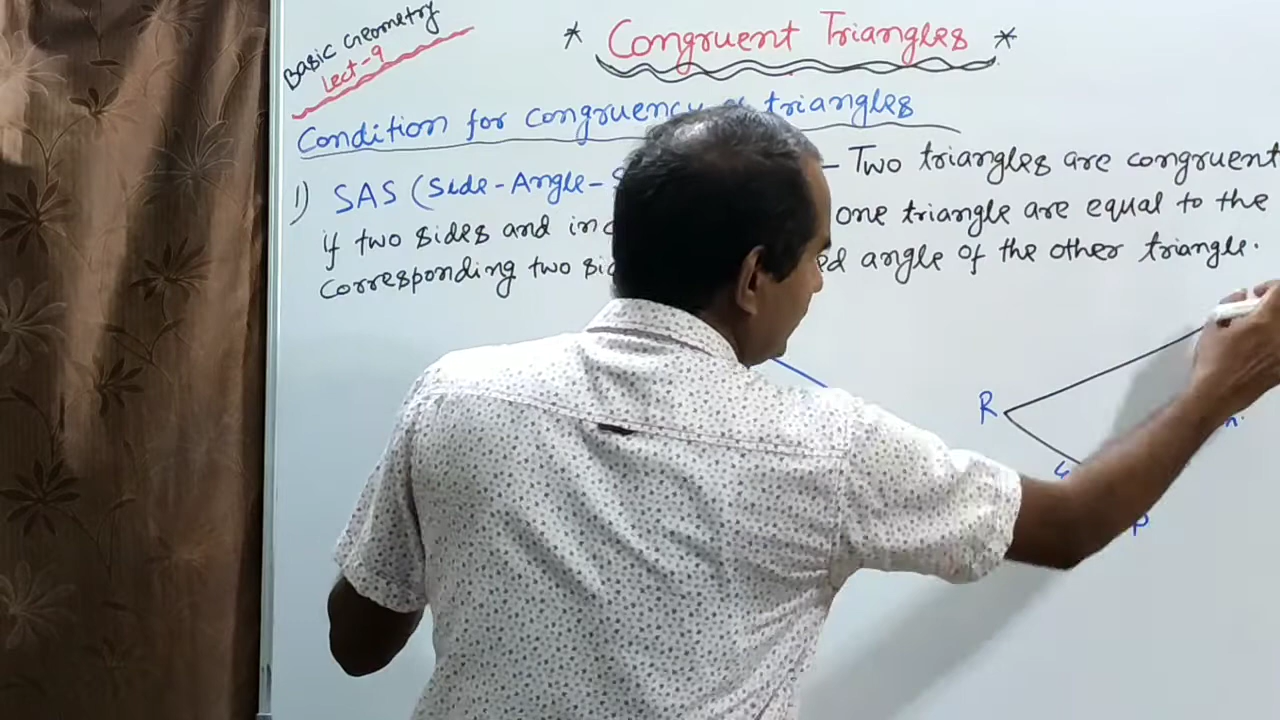 Basic Geometry
Lect-9
* Congruent Triangles *
Condition for congruency triangles
1) SAS (Side-Angle- - Two triangles are congruent
if two sides and one triangle are equal to the
corresponding two angle of the other triangle.
R
P